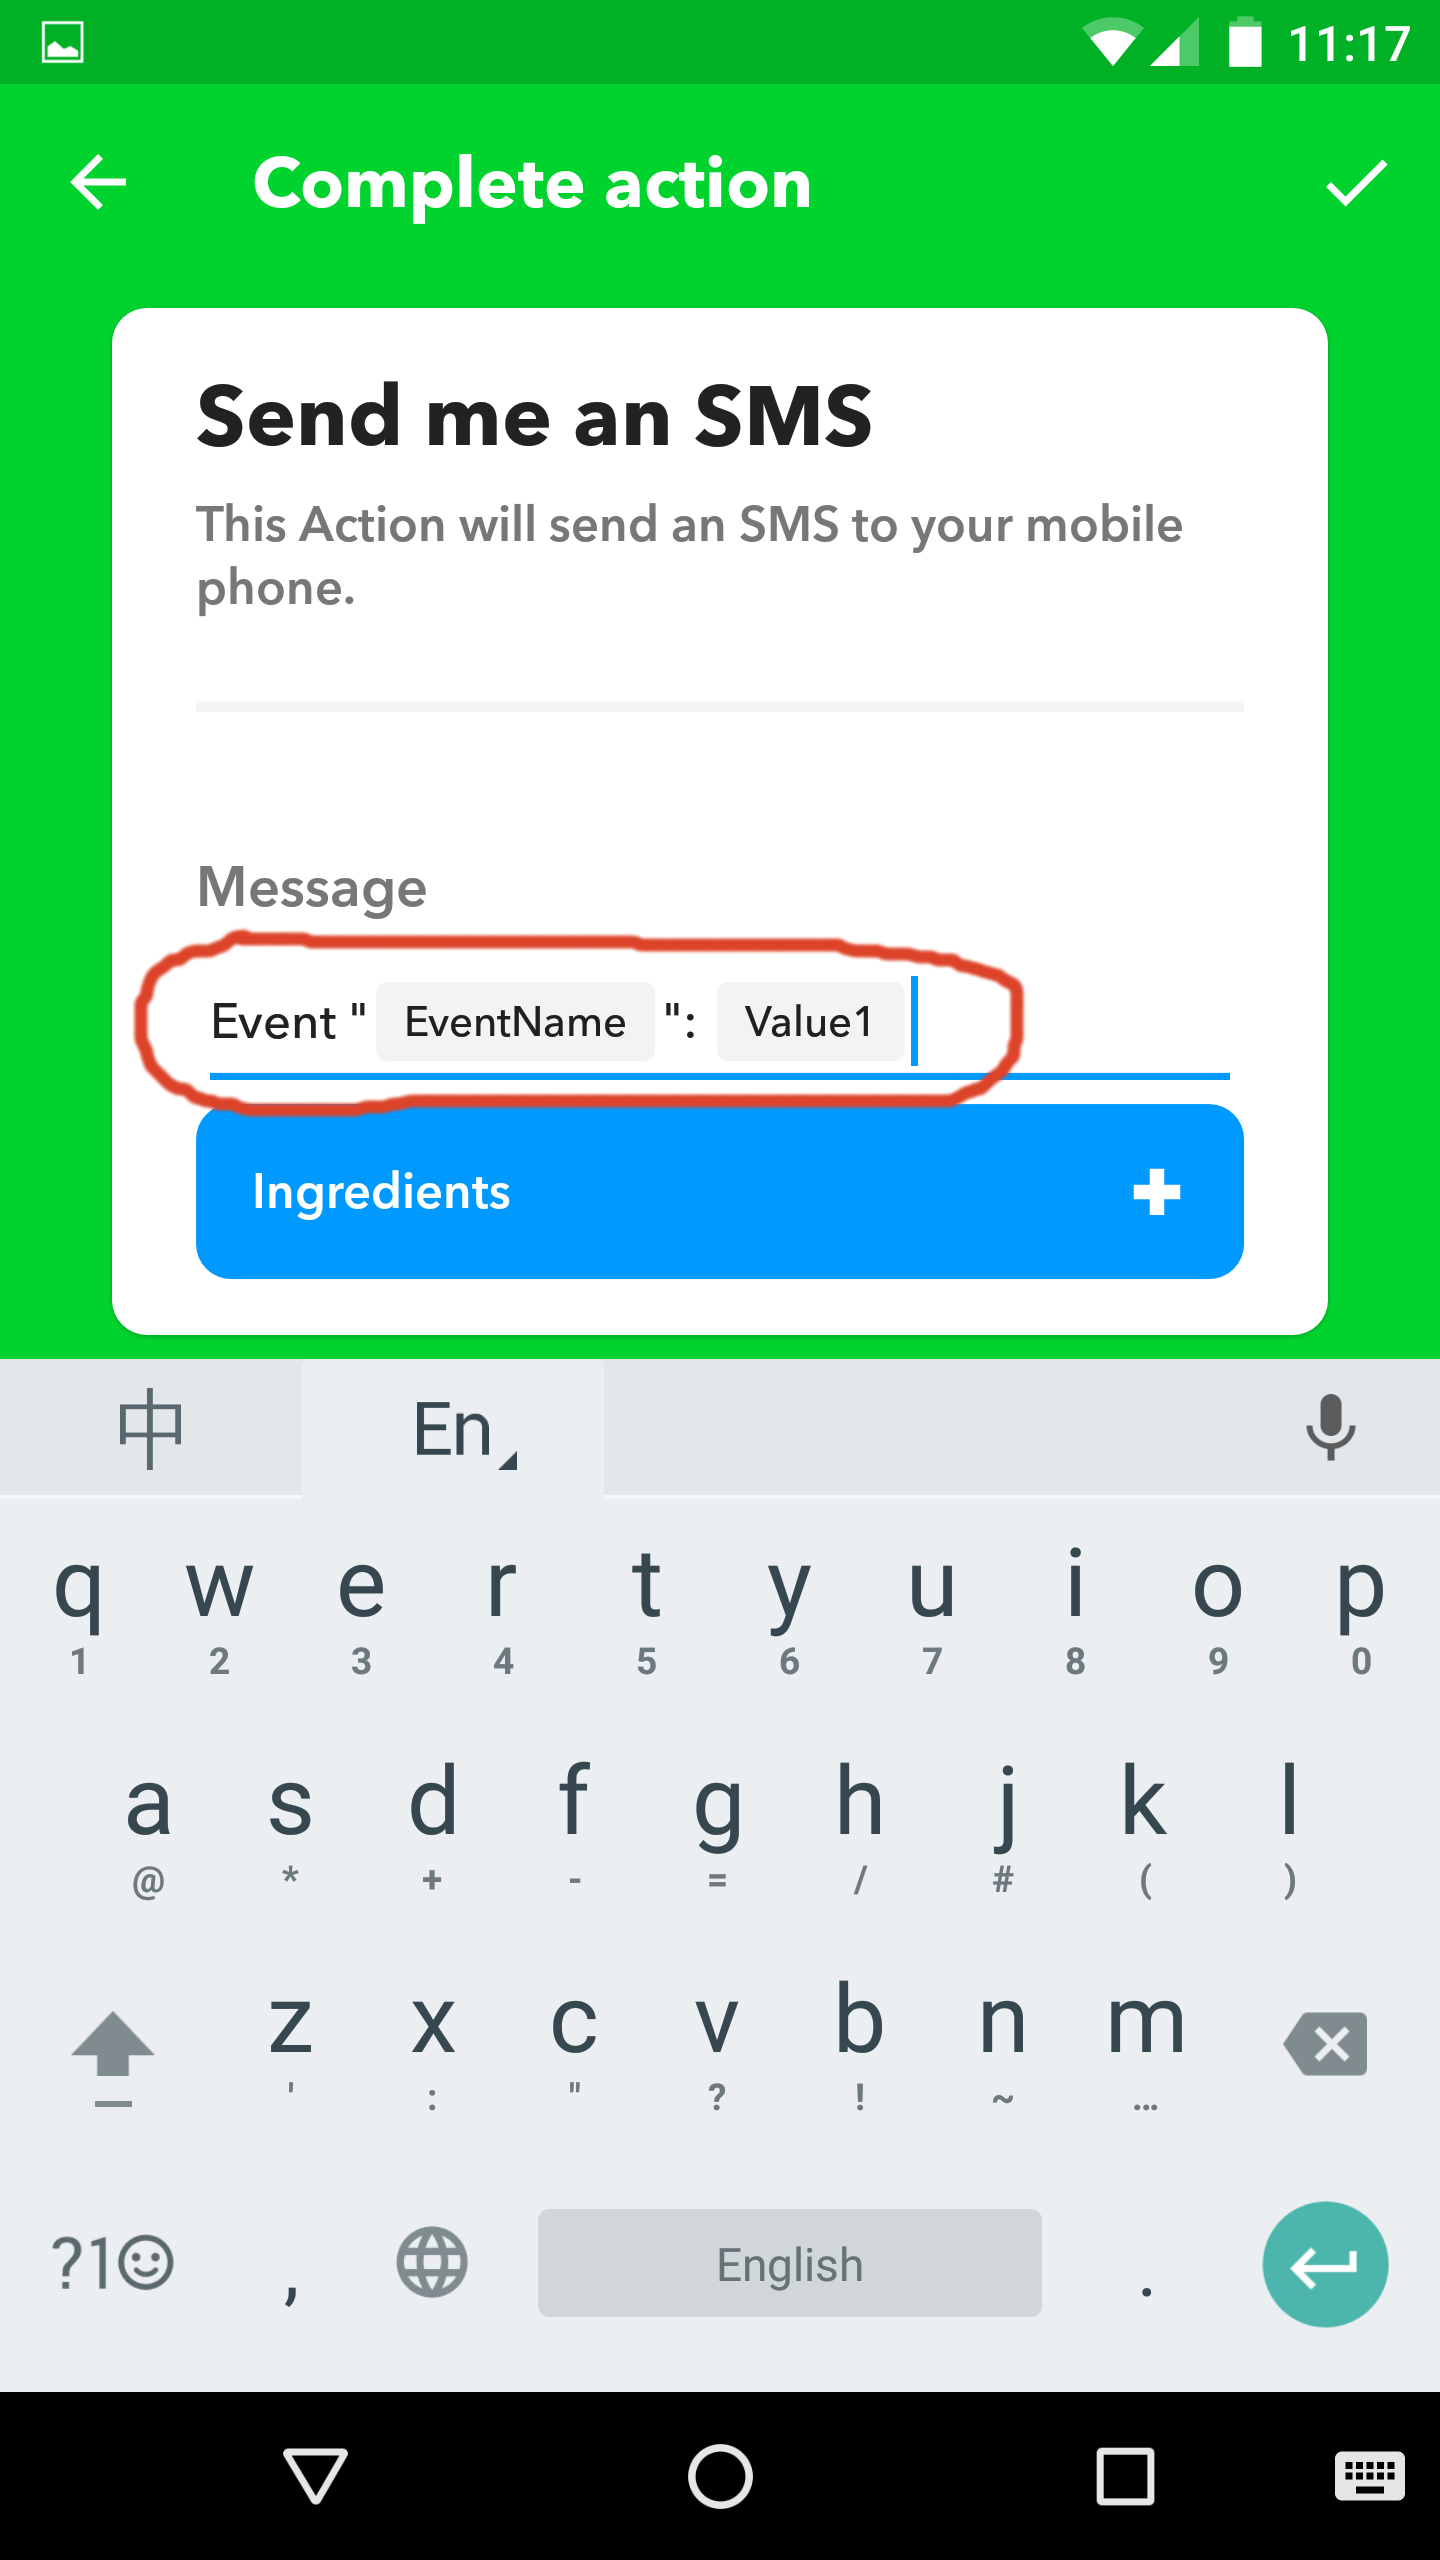 11:17
Complete action
Send me an SMS
This Action will send an SMS to your mobile
phone.
Message
Event " EventName ": Value1
Ingredients
中 En
q w e r t y u i o p
1 2 3 4 5 6 7 8 9 0
a s d f g h j k l
@ * + - = / # ( )
z x c v b n m
' : " ? ! ~ …
?1☺ , English .